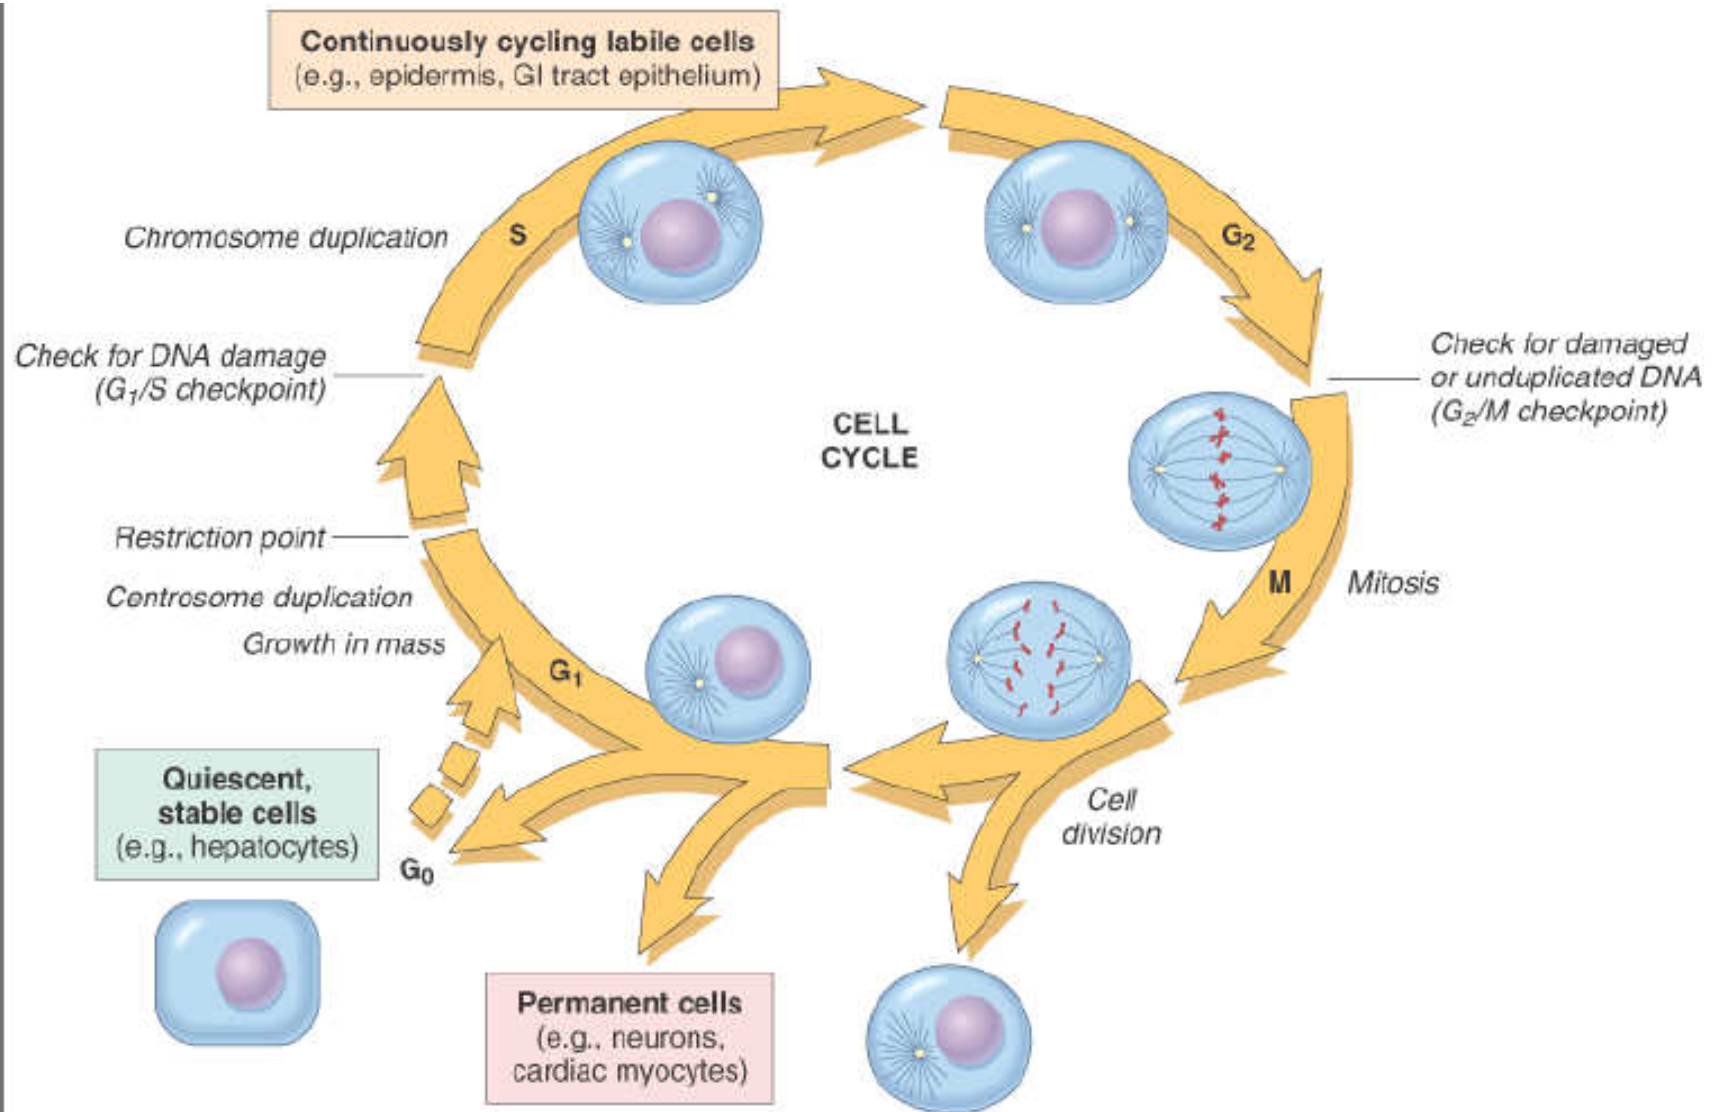 Continuously cycling labile cells
(e.g., epidermis, GI tract epithelium)
Chromosome duplication
S
G2
Check for DNA damage
(G1/S checkpoint)
Check for damaged
or unduplicated DNA
(G2/M checkpoint)
CELL
CYCLE
Restriction point
Centrosome duplication
Growth in mass
G1
M
Mitosis
Quiescent,
stable cells
(e.g., hepatocytes)
G0
Cell
division
Permanent cells
(e.g., neurons,
cardiac myocytes)